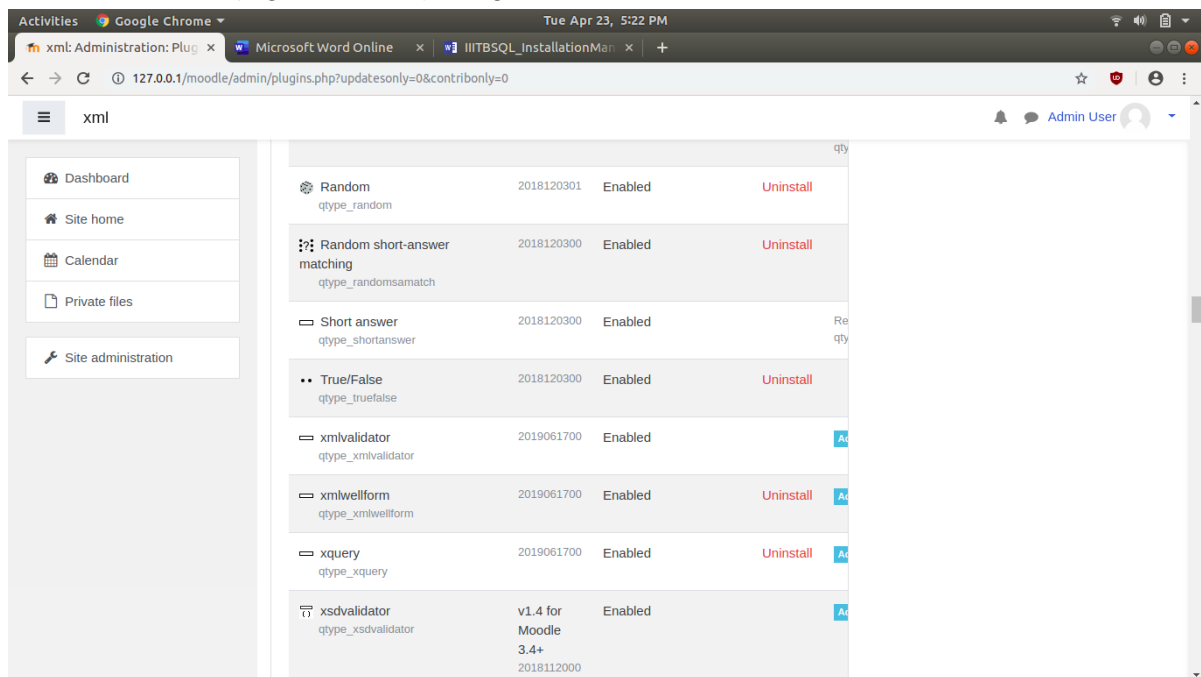 Activities Google Chrome Tue Apr 23, 5:22 PM
xml: Administration: Plug Microsoft Word Online IIITBSQL_InstallationMan
127.0.0.1/moodle/admin/plugins.php?updatesonly=0&contribonly=0
xml Admin User
qty
Dashboard
Site home
Calendar
Private files
Site administration
Random 2018120301 Enabled Uninstall
qtype_random
Random short-answer 2018120300 Enabled Uninstall
matching
qtype_randomsamatch
Short answer 2018120300 Enabled Re
qtype_shortanswer qty
True/False 2018120300 Enabled Uninstall
qtype_truefalse
xmlvalidator 2019061700 Enabled Ac
qtype_xmlvalidator
xmlwellform 2019061700 Enabled Uninstall Ac
qtype_xmlwellform
xquery 2019061700 Enabled Uninstall Ac
qtype_xquery
xsdvalidator v1.4 for Enabled Ac
qtype_xsdvalidator Moodle
3.4+
2018112000